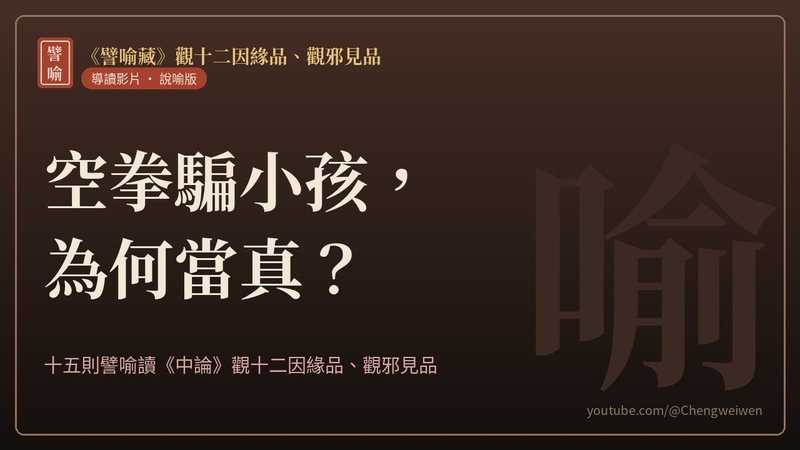 譬喻
《譬喻藏》觀十二因緣品、觀邪見品
導讀影片・說喻版
空拳騙小孩，
為何當真？
喻
十五則譬喻讀《中論》觀十二因緣品、觀邪見品
youtube.com/@Chengweiwen